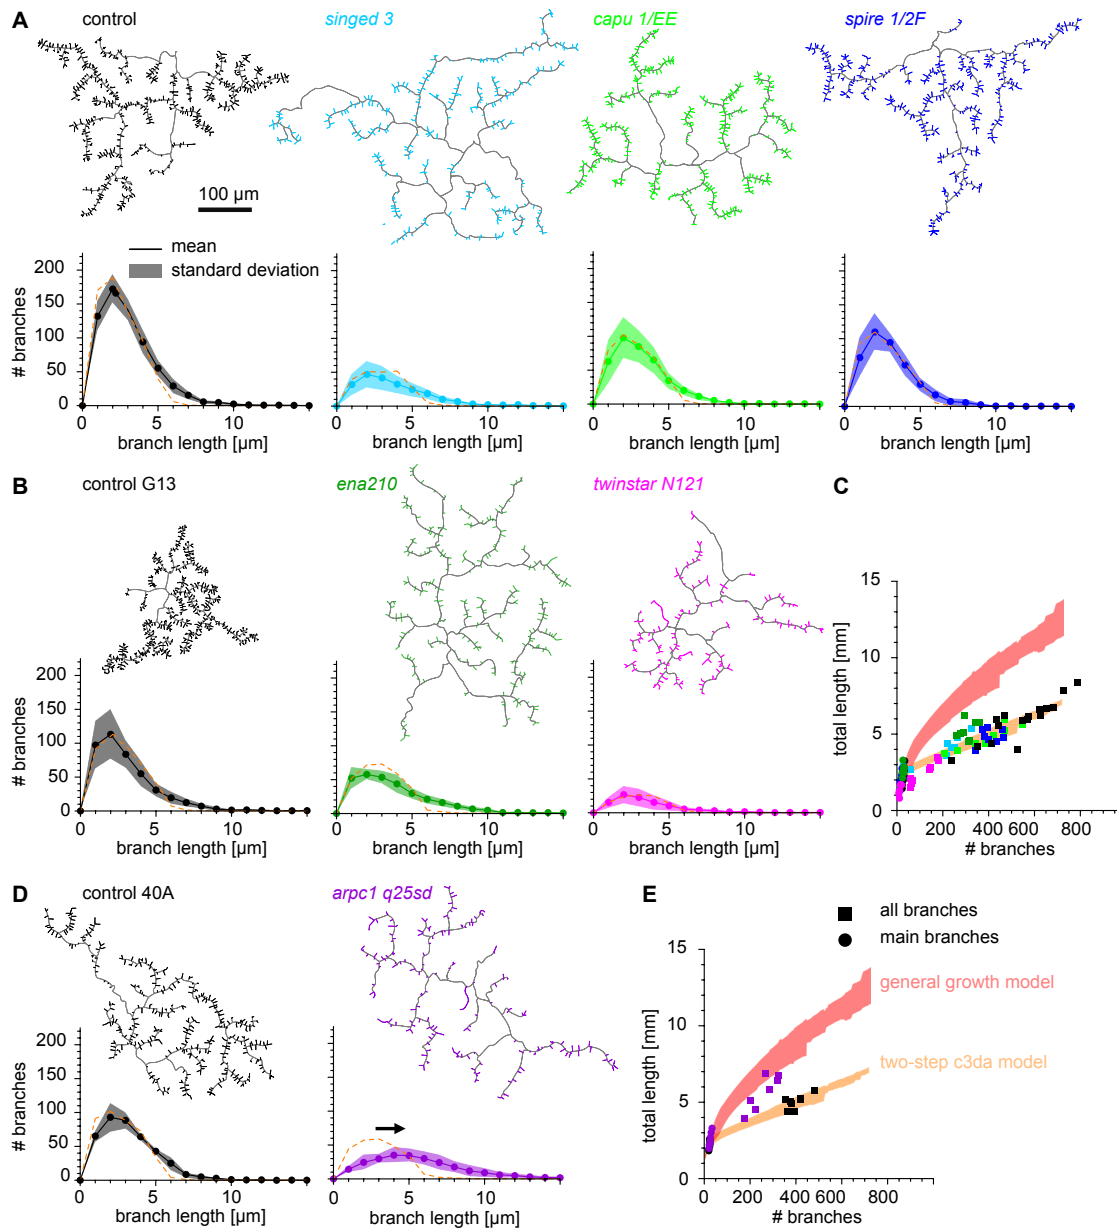 A
control
singed 3
capu 1/EE
spire 1/2F
100 µm
mean
standard deviation
200
150
100
50
0
# branches
0
10
branch length [µm]
0
10
branch length [µm]
0
10
branch length [µm]
0
10
branch length [µm]
B
control G13
ena210
twinstar N121
C
200
150
100
50
0
# branches
0
5
10
branch length [µm]
0
5
10
branch length [µm]
0
5
10
branch length [µm]
15
10
5
0
total length [mm]
0
200
400
600
800
# branches
D
control 40A
arpc1 q25sd
E
all branches
main branches
general growth model
two-step c3da model
200
150
100
50
0
# branches
0
5
10
branch length [µm]
0
5
10
branch length [µm]
15
10
5
0
total length [mm]
0
200
400
600
800
# branches